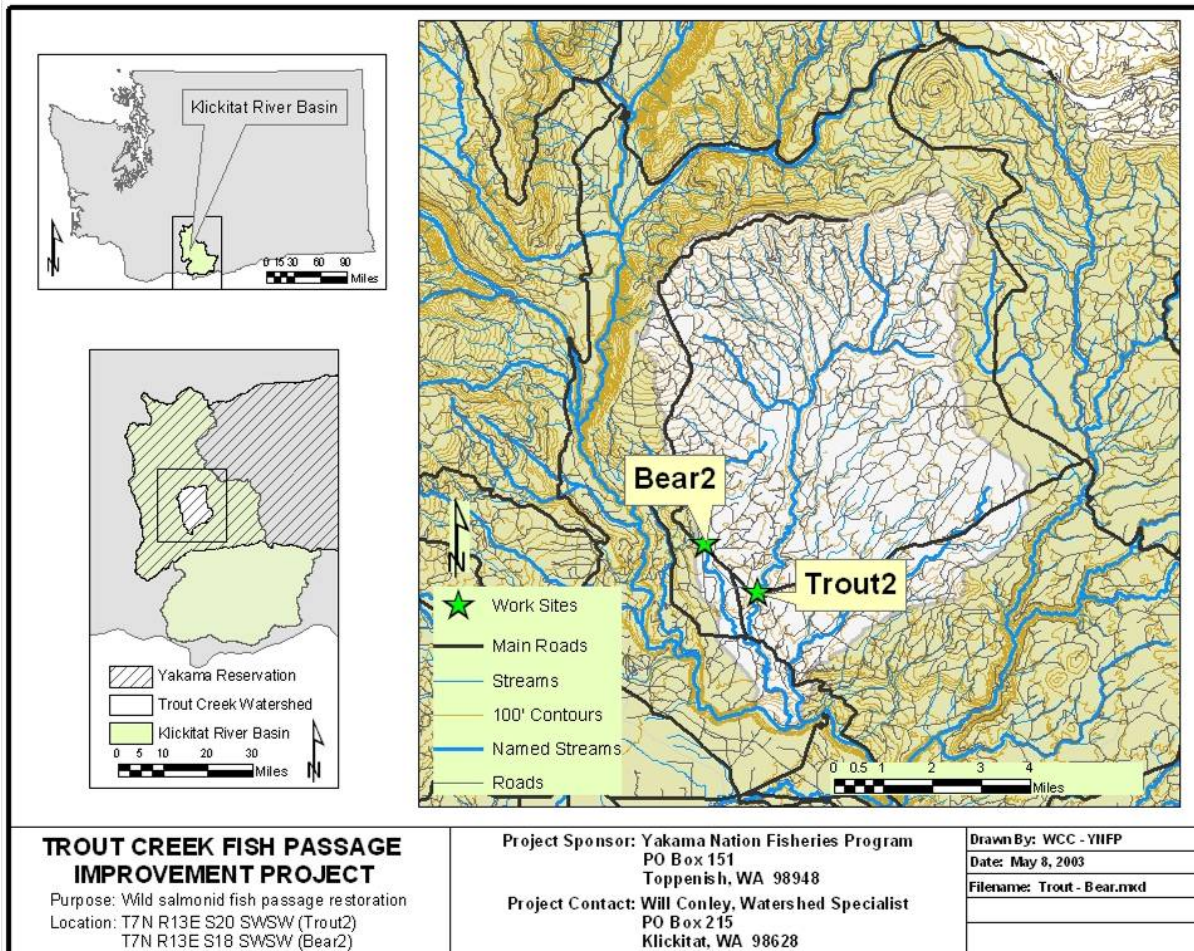 Klickitat River Basin
N
0 15 30 60 90
Miles
Yakama Reservation
Trout Creek Watershed
Klickitat River Basin
0 5 10 20 30
Miles
N
Bear2
Trout2
N
Work Sites
Main Roads
Streams
100' Contours
Named Streams
Roads
0 0.5 1 2 3 4
Miles
TROUT CREEK FISH PASSAGE
IMPROVEMENT PROJECT
Purpose: Wild salmonid fish passage restoration
Location: T7N R13E S20 SWSW (Trout2)
T7N R13E S18 SWSW (Bear2)
Project Sponsor: Yakama Nation Fisheries Program
PO Box 151
Toppenish, WA 98948
Project Contact: Will Conley, Watershed Specialist
PO Box 215
Klickitat, WA 98628
Drawn By: WCC - YNFP
Date: May 8, 2003
Filename: Trout - Bear.mxd